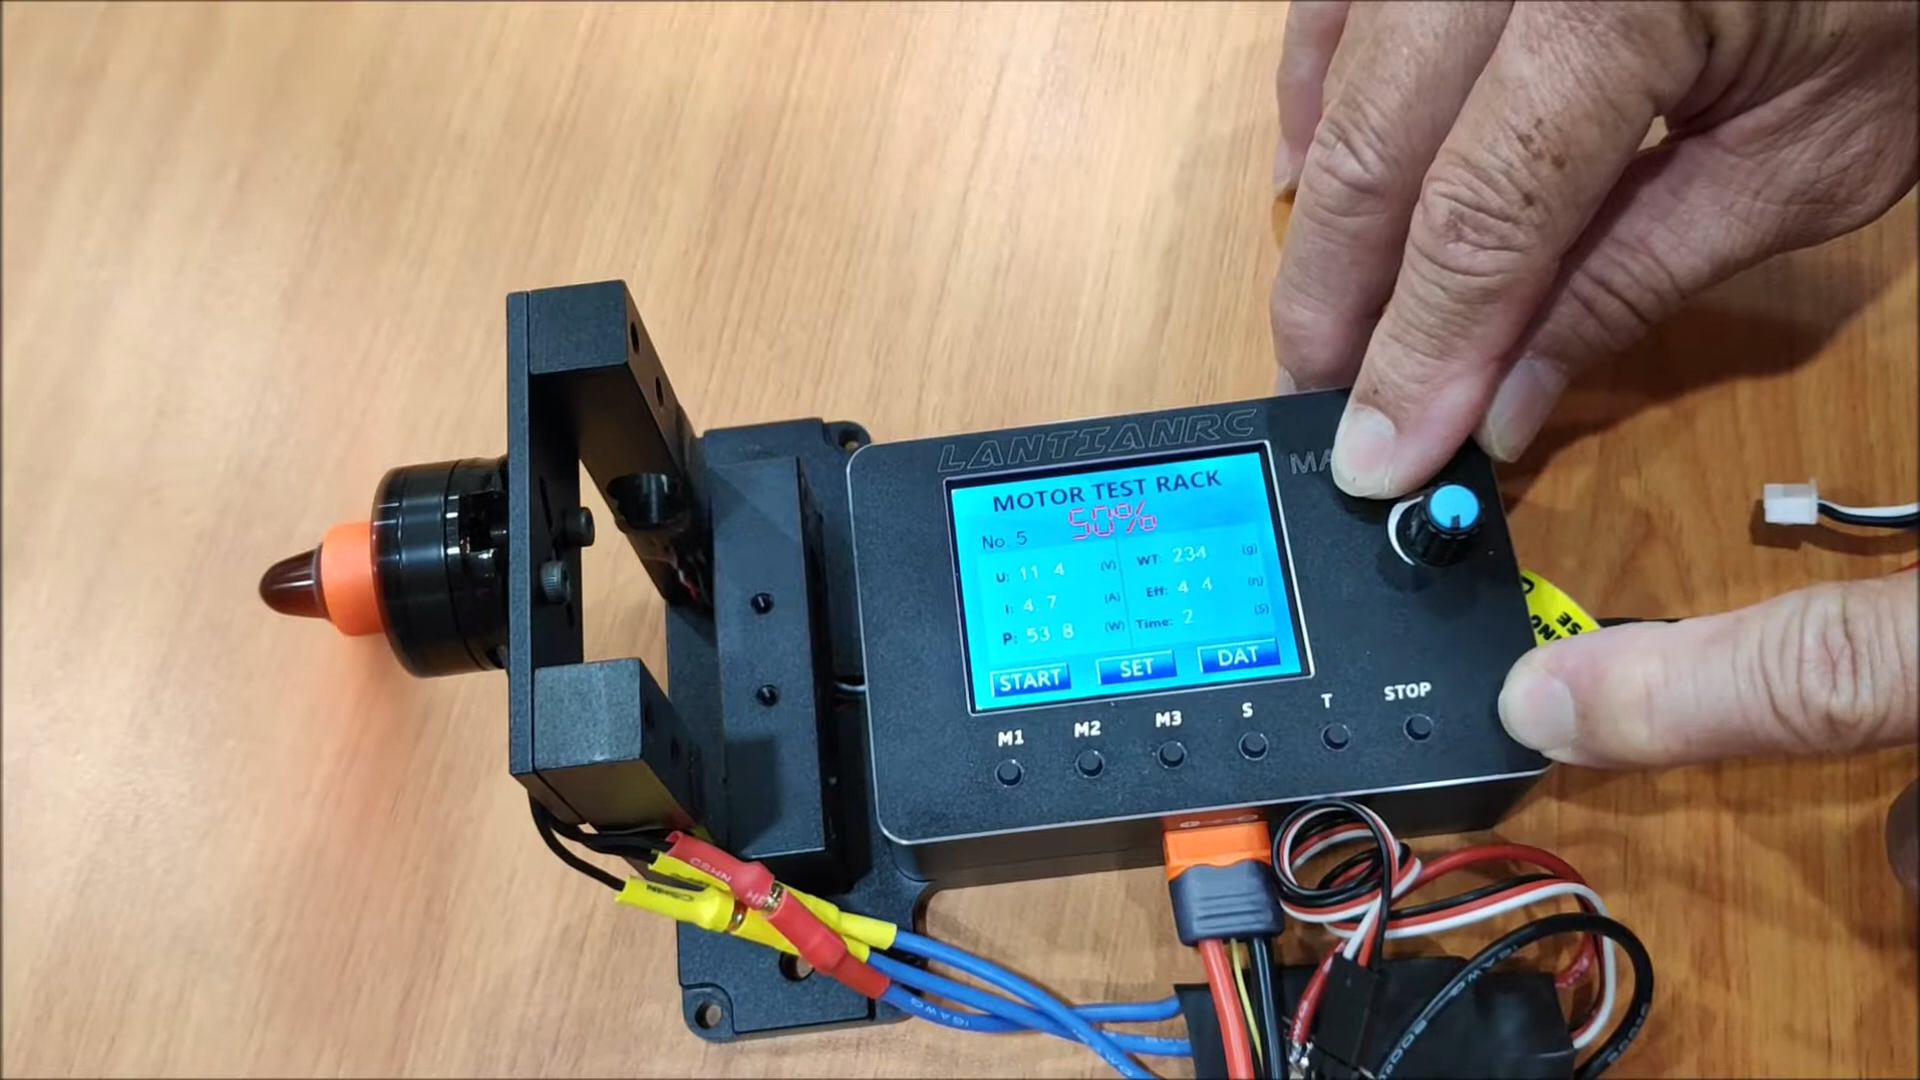 LANTIANRC
MA
MOTOR TEST RACK
50%
No. 5
U: 11 4 (V)
WT: 234 (g)
I: 4.7 (A)
Eff: 4 4 (η)
P: 53 8 (W)
Time: 2 (S)
START SET DAT
M1 M2 M3 S T STOP
16AWG